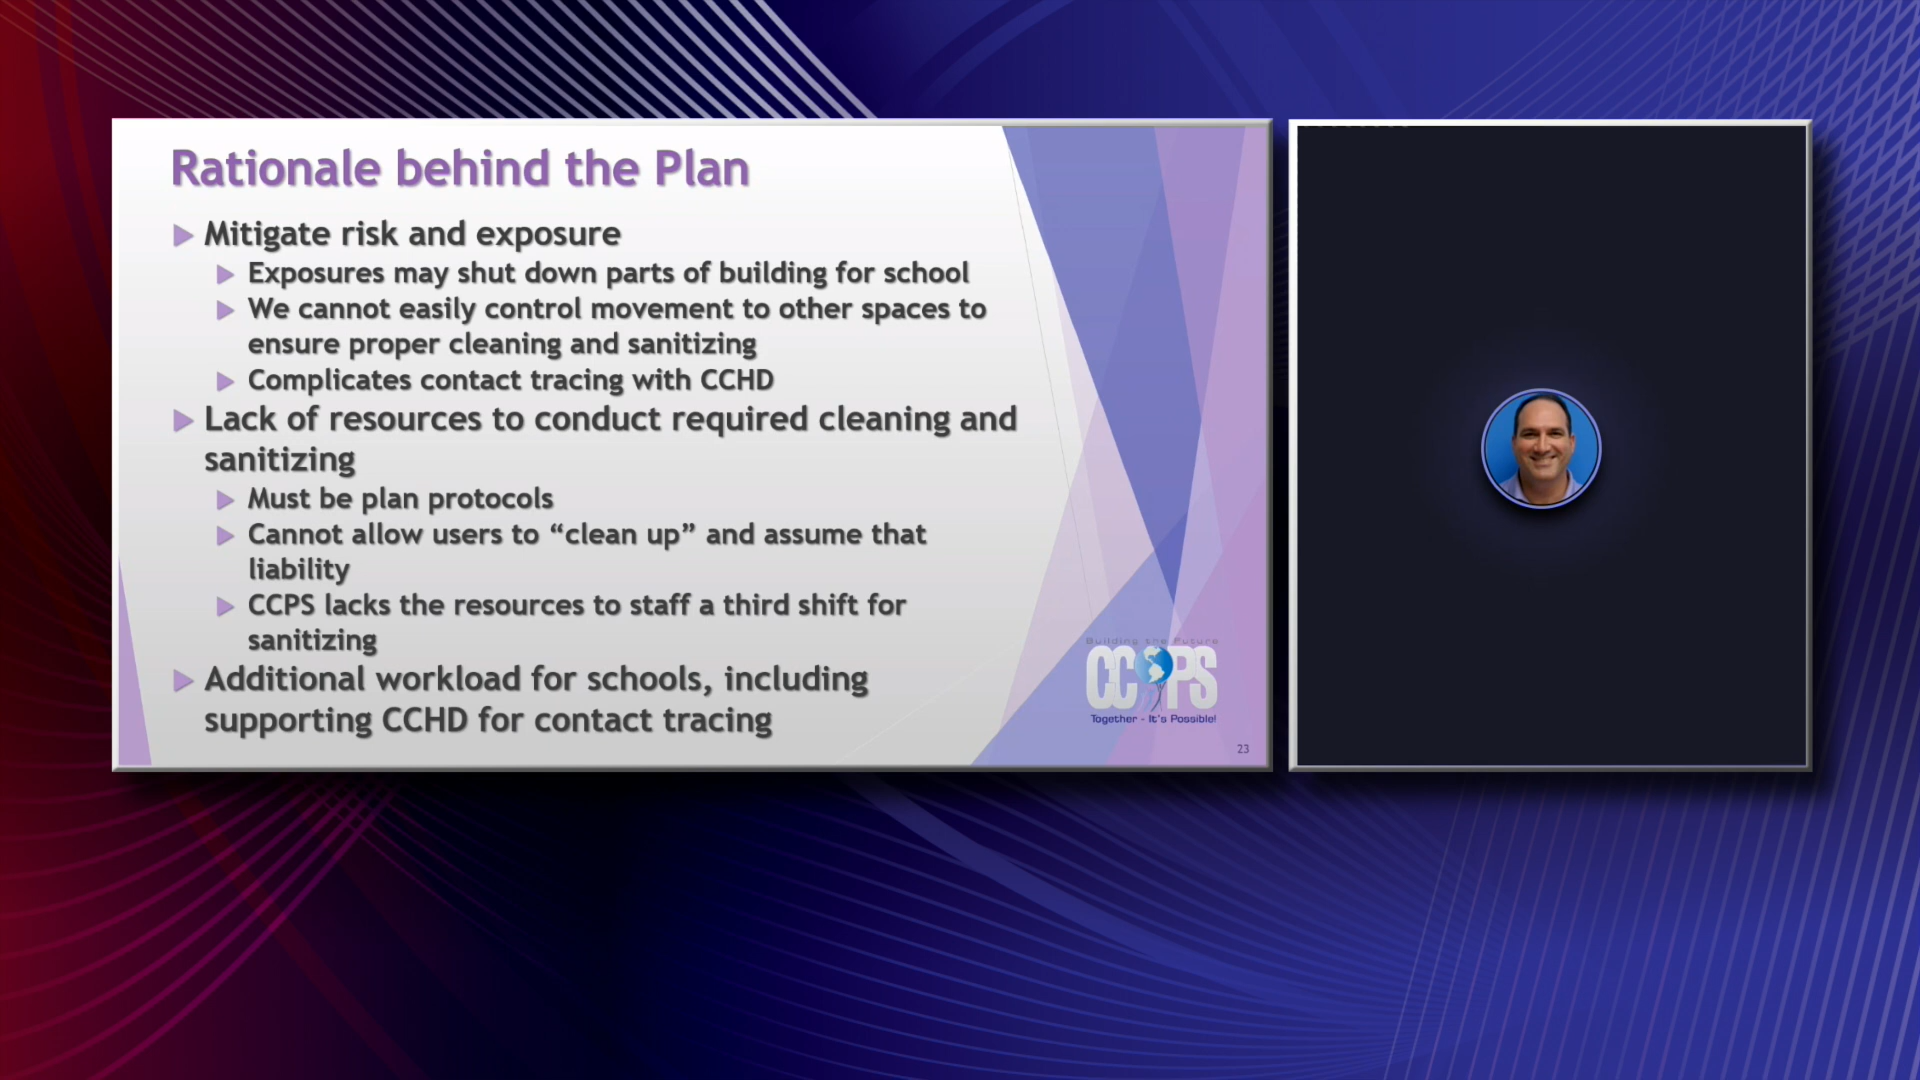 Rationale behind the Plan
Mitigate risk and exposure
Exposures may shut down parts of building for school
We cannot easily control movement to other spaces to
ensure proper cleaning and sanitizing
Complicates contact tracing with CCHD
Lack of resources to conduct required cleaning and
sanitizing
Must be plan protocols
Cannot allow users to “clean up” and assume that
liability
CCPS lacks the resources to staff a third shift for
sanitizing
Additional workload for schools, including
supporting CCHD for contact tracing
Building the Future
CCPS
Together - It's Possible!
23